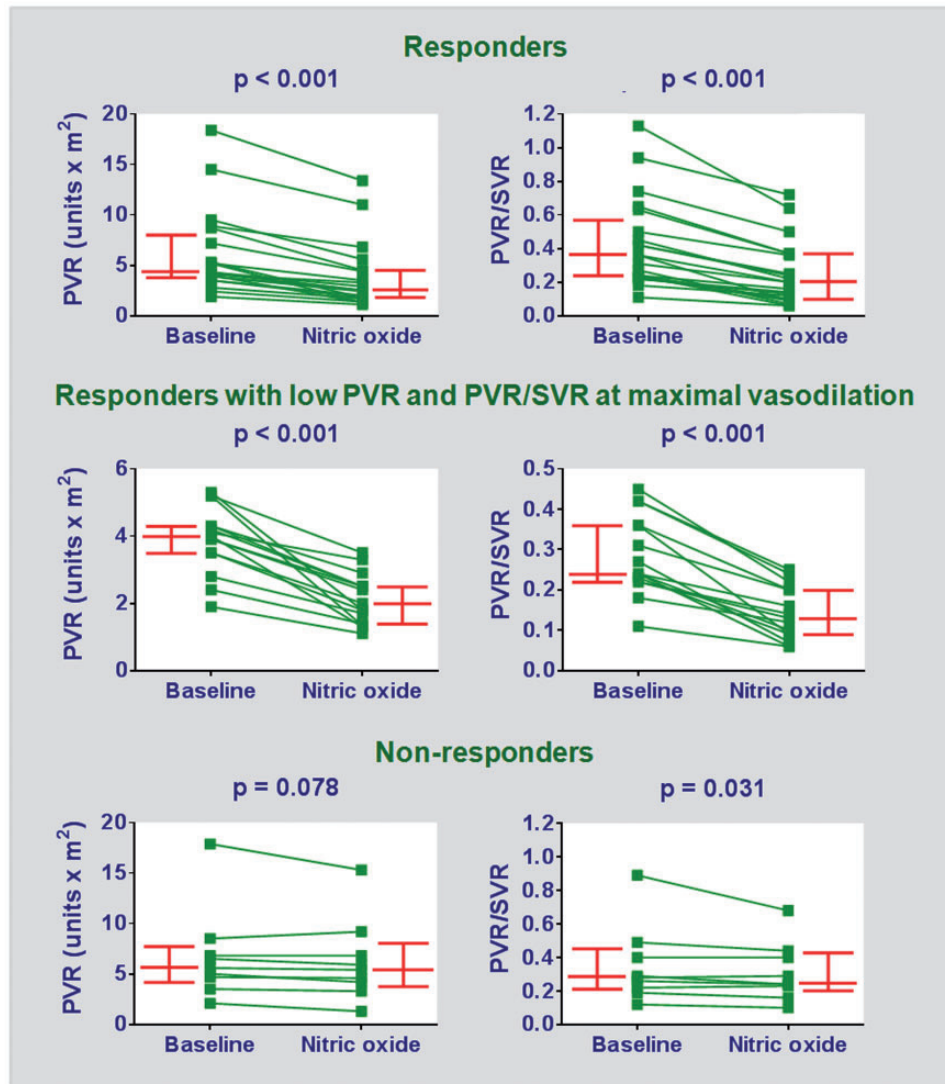 Responders
p < 0.001
p < 0.001
PVR (units x m²)
20
15
10
5
0
Baseline
Nitric oxide
PVR/SVR
1.2
1.0
0.8
0.6
0.4
0.2
0.0
Baseline
Nitric oxide
Responders with low PVR and PVR/SVR at maximal vasodilation
p < 0.001
p < 0.001
PVR (units x m²)
6
4
2
0
Baseline
Nitric oxide
PVR/SVR
0.5
0.4
0.3
0.2
0.1
0.0
Baseline
Nitric oxide
Non-responders
p = 0.078
p = 0.031
PVR (units x m²)
20
15
10
5
0
Baseline
Nitric oxide
PVR/SVR
1.2
1.0
0.8
0.6
0.4
0.2
0.0
Baseline
Nitric oxide